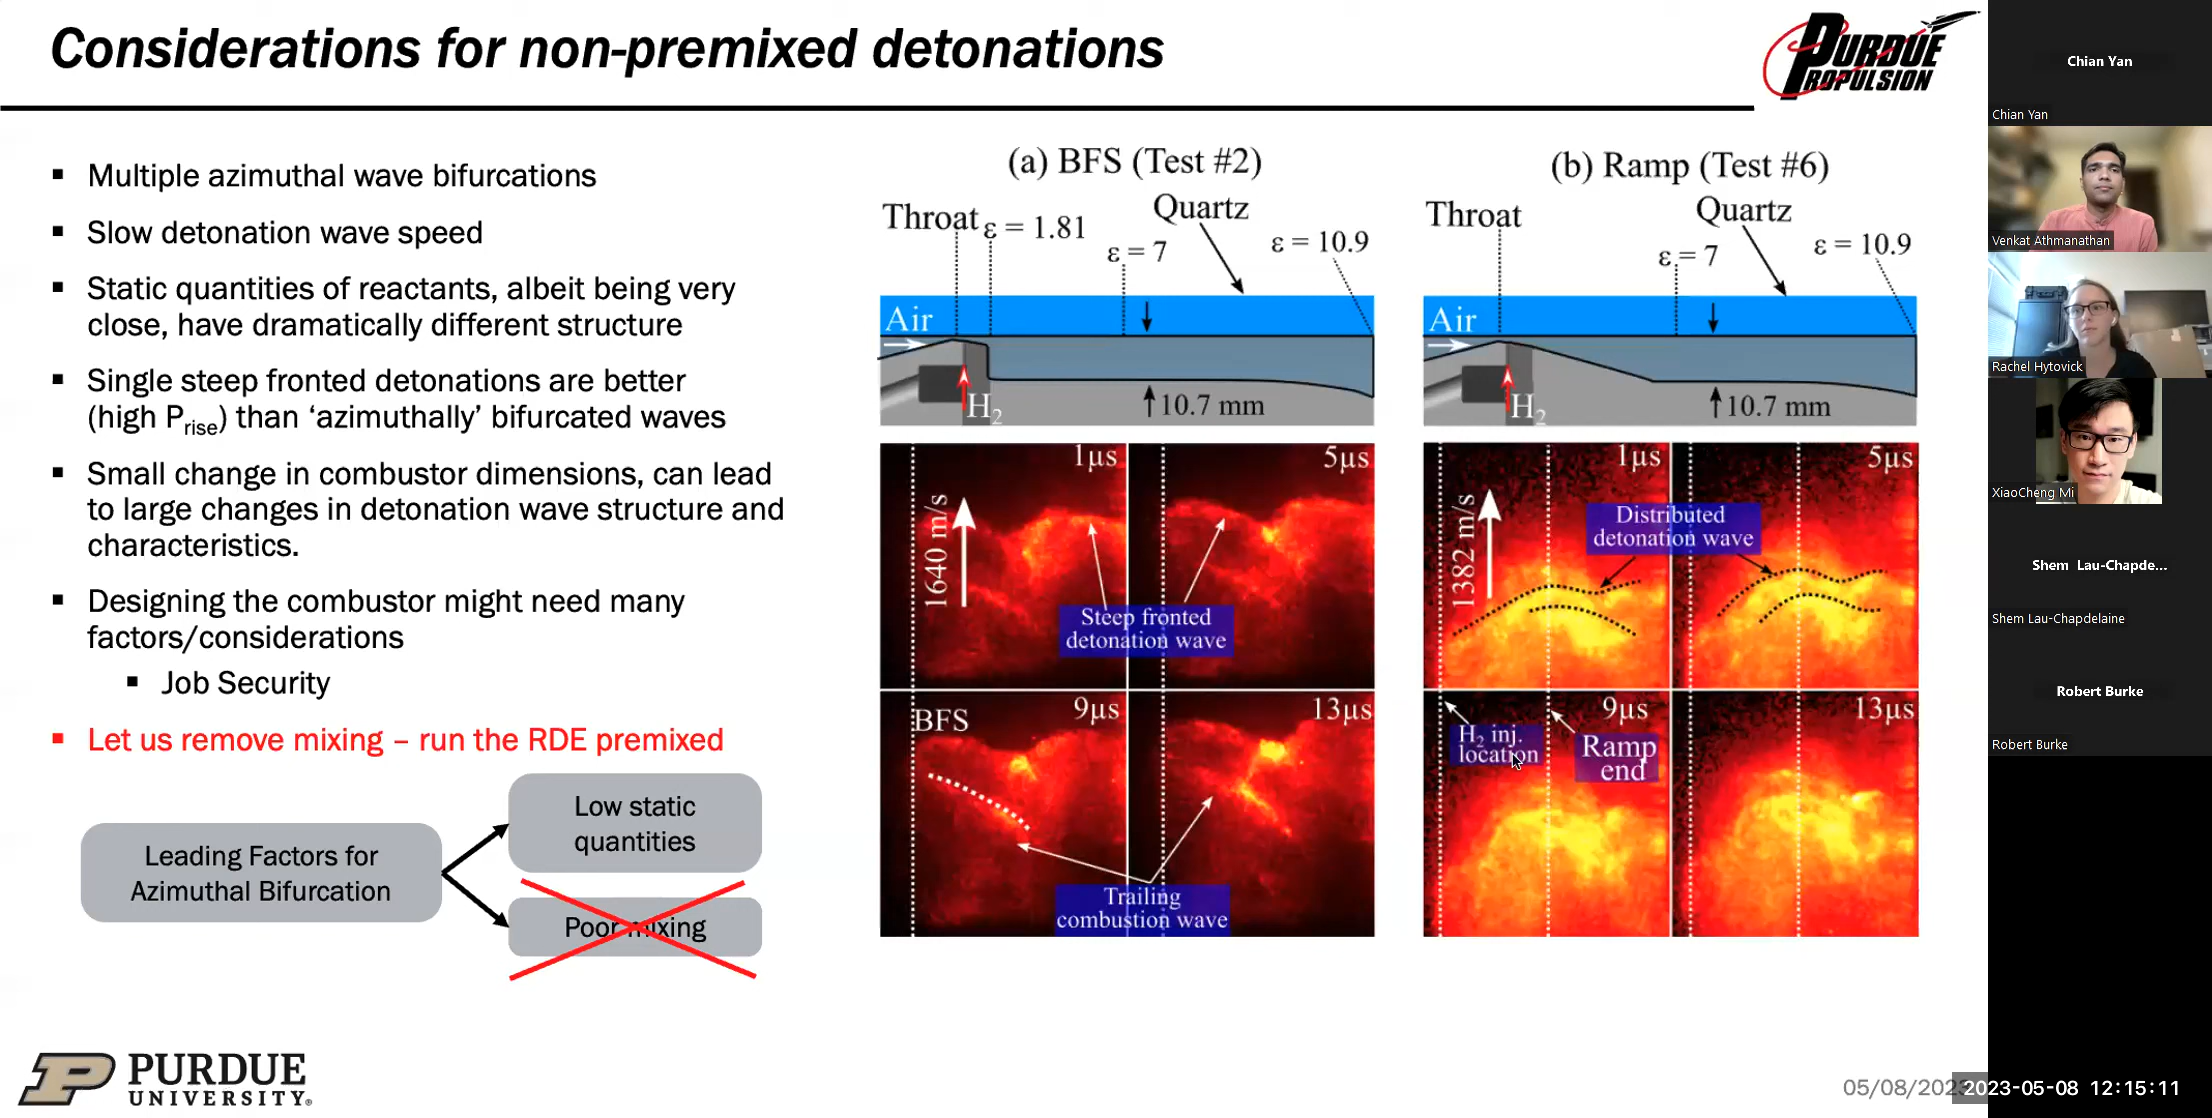 Considerations for non-premixed detonations
PURDUE
PROPULSION
▪ Multiple azimuthal wave bifurcations
▪ Slow detonation wave speed
▪ Static quantities of reactants, albeit being very
close, have dramatically different structure
▪ Single steep fronted detonations are better
(high Prise) than ‘azimuthally’ bifurcated waves
▪ Small change in combustor dimensions, can lead
to large changes in detonation wave structure and
characteristics.
▪ Designing the combustor might need many
factors/considerations
▪ Job Security
▪ Let us remove mixing – run the RDE premixed
Leading Factors for
Azimuthal Bifurcation
Low static
quantities
Poor mixing
(a) BFS (Test #2)
Throat
ε = 1.81
Quartz
ε = 7
ε = 10.9
Air
H2
10.7 mm
1μs
5μs
1640 m/s
Steep fronted
detonation wave
BFS
9μs
13μs
Trailing
combustion wave
(b) Ramp (Test #6)
Throat
Quartz
ε = 7
ε = 10.9
Air
H2
10.7 mm
1μs
5μs
1382 m/s
Distributed
detonation wave
H2 inj.
location
9μs
Ramp
end
13μs
PURDUE
UNIVERSITY®
05/08/2023
2023-05-08 12:15:11
Chian Yan
Chian Yan
Venkat Athmanathan
Rachel Hytovick
XiaoCheng Mi
Shem Lau-Chapde...
Shem Lau-Chapdelaine
Robert Burke
Robert Burke